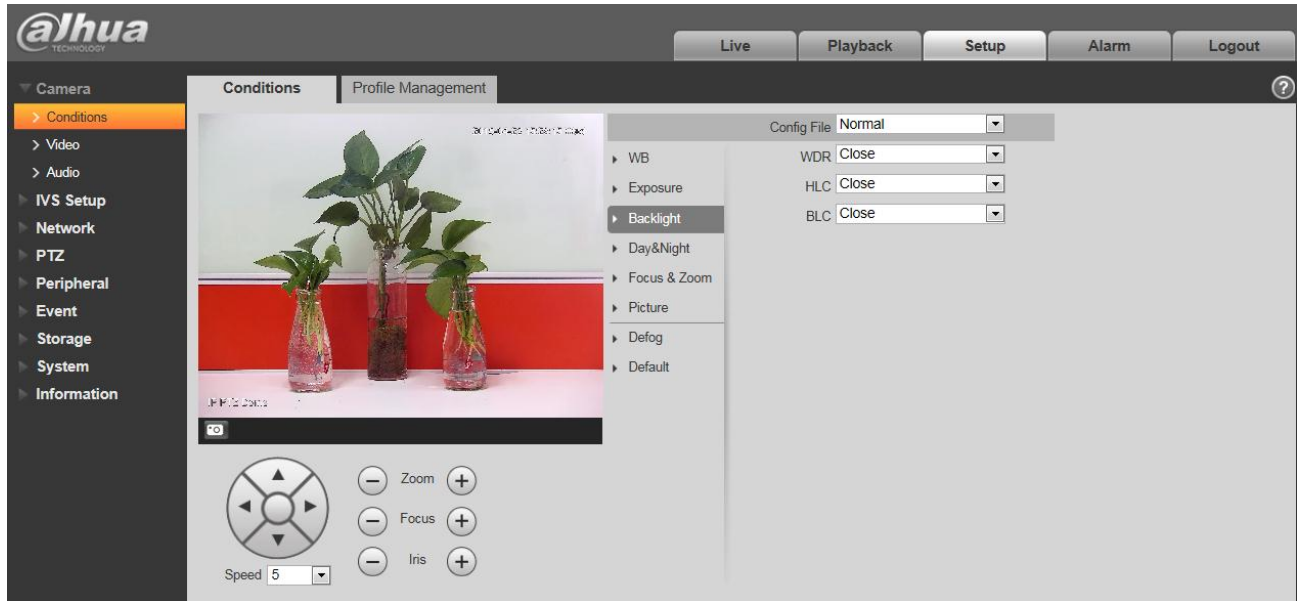 alhua
TECHNOLOGY
Live Playback Setup Alarm Logout
Camera
Conditions
Video
Audio
IVS Setup
Network
PTZ
Peripheral
Event
Storage
System
Information
Conditions Profile Management ?
Config File Normal
WB
Exposure
Backlight
Day&Night
Focus & Zoom
Picture
Defog
Default
WDR Close
HLC Close
BLC Close
Zoom
Focus
Iris
Speed 5